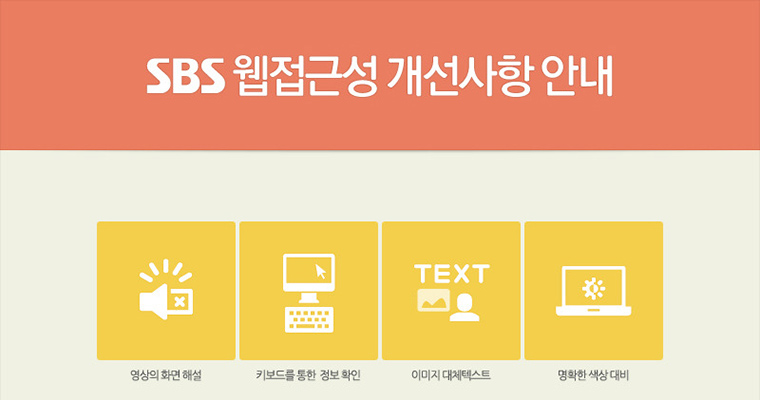 SBS 웹접근성 개선사항 안내
TEXT
영상의 화면 해설
키보드를 통한 정보 확인
이미지 대체텍스트
명확한 색상 대비